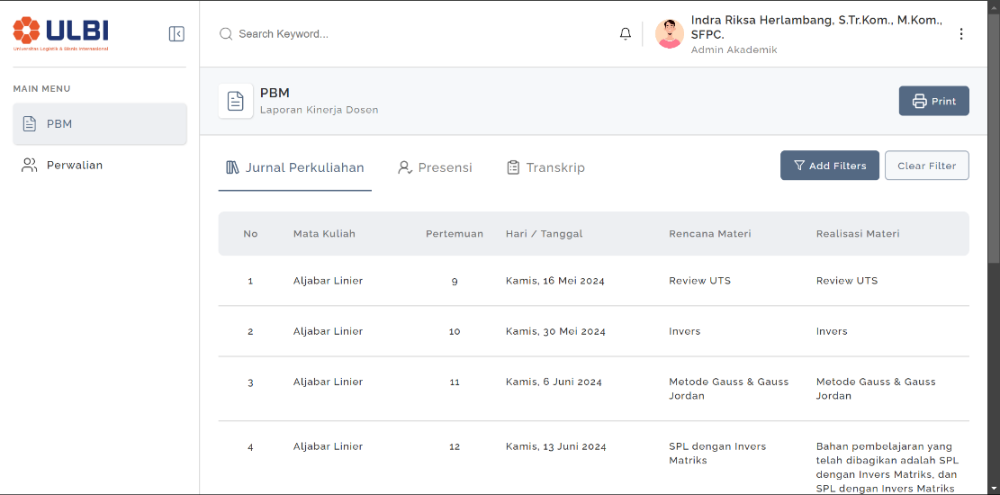 ULBI
Universitas Logistik & Bisnis Internasional
Search Keyword...
Indra Riksa Herlambang, S.Tr.Kom., M.Kom.,
SFPC.
Admin Akademik
MAIN MENU
PBM
Perwalian
PBM
Laporan Kinerja Dosen
Print
Jurnal Perkuliahan Presensi Transkrip Add Filters Clear Filter
No Mata Kuliah Pertemuan Hari / Tanggal Rencana Materi Realisasi Materi
1 Aljabar Linier 9 Kamis, 16 Mei 2024 Review UTS Review UTS
2 Aljabar Linier 10 Kamis, 30 Mei 2024 Invers Invers
3 Aljabar Linier 11 Kamis, 6 Juni 2024 Metode Gauss & Gauss Metode Gauss & Gauss
Jordan Jordan
4 Aljabar Linier 12 Kamis, 13 Juni 2024 SPL dengan Invers Bahan pembelajaran yang
Matriks telah dibagikan adalah SPL
dengan Invers Matriks, dan
SPL dengan Invers Matriks